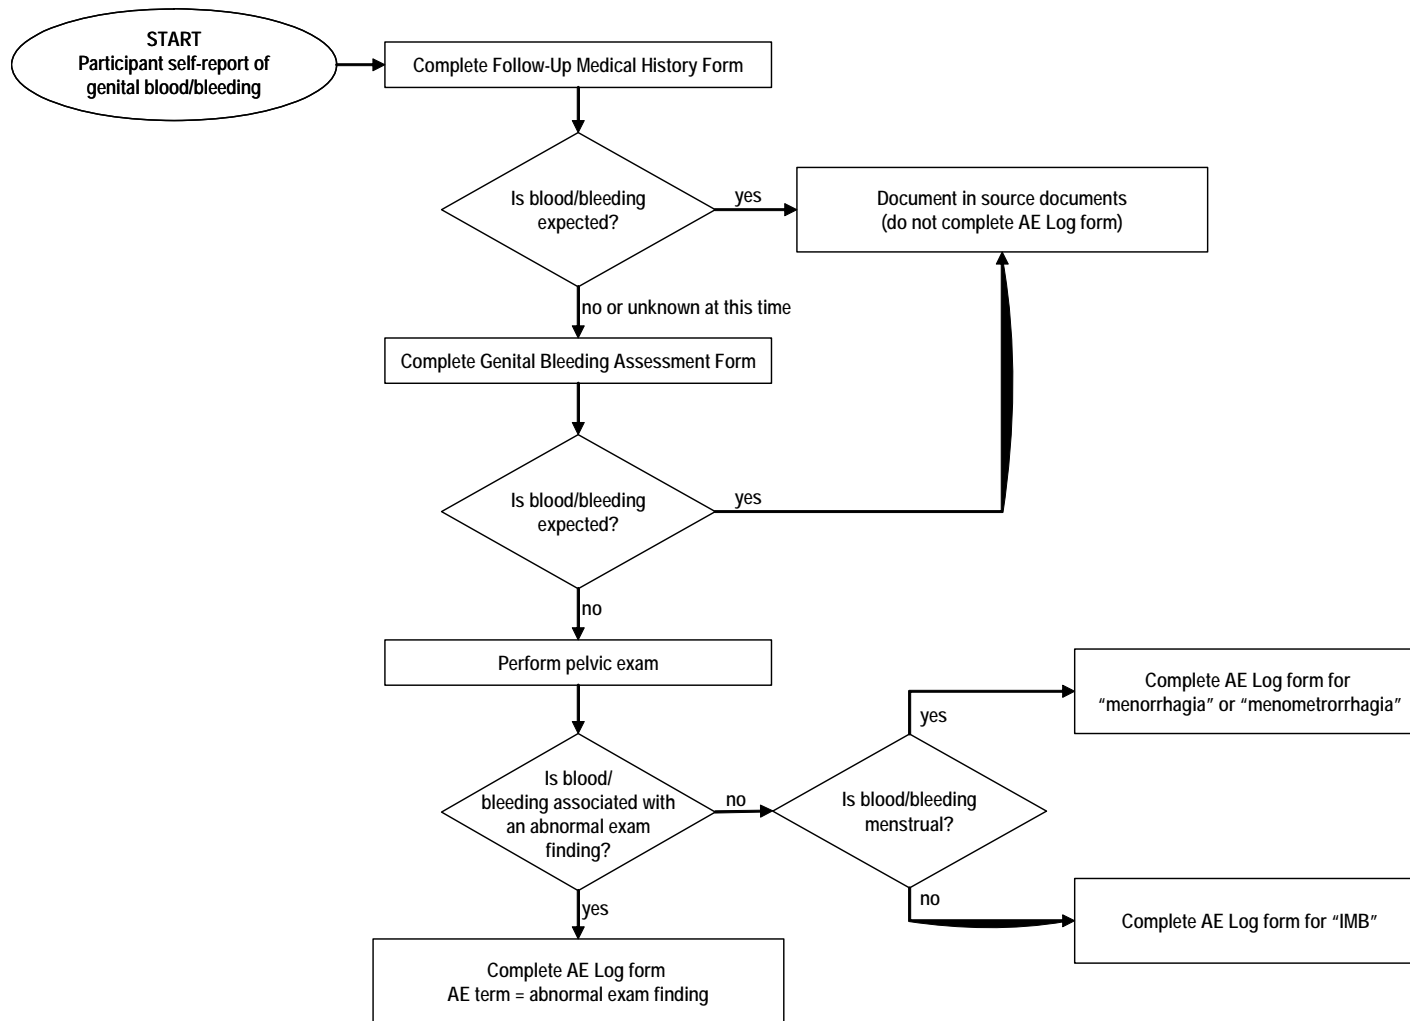 START
Participant self-report of
genital blood/bleeding
Complete Follow-Up Medical History Form
Is blood/bleeding
expected?
yes
Document in source documents
(do not complete AE Log form)
no or unknown at this time
Complete Genital Bleeding Assessment Form
Is blood/bleeding
expected?
yes
no
Perform pelvic exam
Is blood/
bleeding associated with
an abnormal exam
finding?
no
Is blood/bleeding
menstrual?
yes
Complete AE Log form for
“menorrhagia” or “menometrorrhagia”
no
Complete AE Log form for “IMB”
yes
Complete AE Log form
AE term = abnormal exam finding